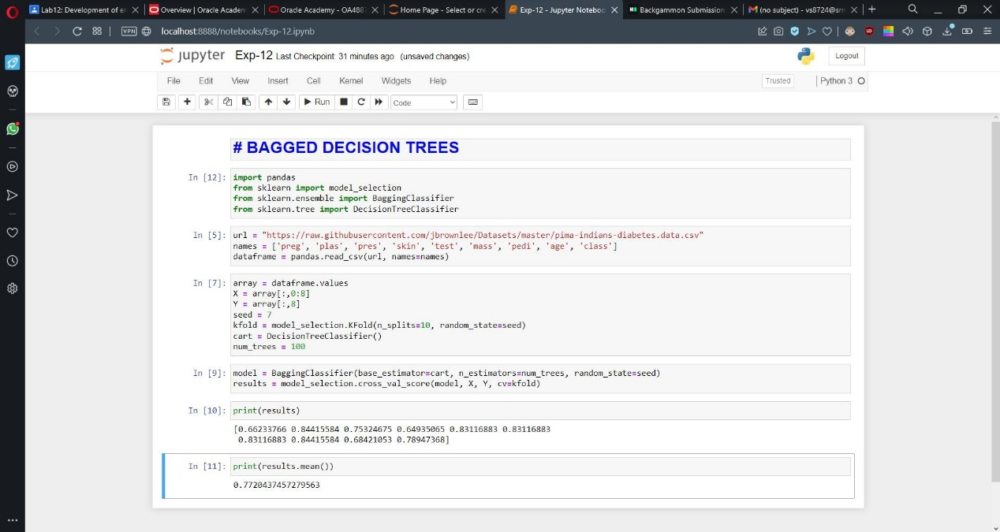 Lab12: Development of er
Overview | Oracle Academ
Oracle Academy - OA4887
Home Page - Select or cre
Exp-12 - Jupyter Noteboo
Backgammon Submission
(no subject) - vs8724@srm
VPN
localhost:8888/notebooks/Exp-12.ipynb
jupyter
Exp-12 Last Checkpoint: 31 minutes ago (unsaved changes)
Logout
File Edit View Insert Cell Kernel Widgets Help
Trusted
Python 3
Run
Code
# BAGGED DECISION TREES
In [12]: import pandas
from sklearn import model_selection
from sklearn.ensemble import BaggingClassifier
from sklearn.tree import DecisionTreeClassifier
In [5]: url = "https://raw.githubusercontent.com/jbrownlee/Datasets/master/pima-indians-diabetes.data.csv"
names = ['preg', 'plas', 'pres', 'skin', 'test', 'mass', 'pedi', 'age', 'class']
dataframe = pandas.read_csv(url, names=names)
In [7]: array = dataframe.values
X = array[:,0:8]
Y = array[:,8]
seed = 7
kfold = model_selection.KFold(n_splits=10, random_state=seed)
cart = DecisionTreeClassifier()
num_trees = 100
In [9]: model = BaggingClassifier(base_estimator=cart, n_estimators=num_trees, random_state=seed)
results = model_selection.cross_val_score(model, X, Y, cv=kfold)
In [10]: print(results)
[0.66233766 0.84415584 0.75324675 0.64935065 0.83116883 0.83116883
0.83116883 0.84415584 0.68421053 0.78947368]
In [11]: print(results.mean())
0.7720437457279563